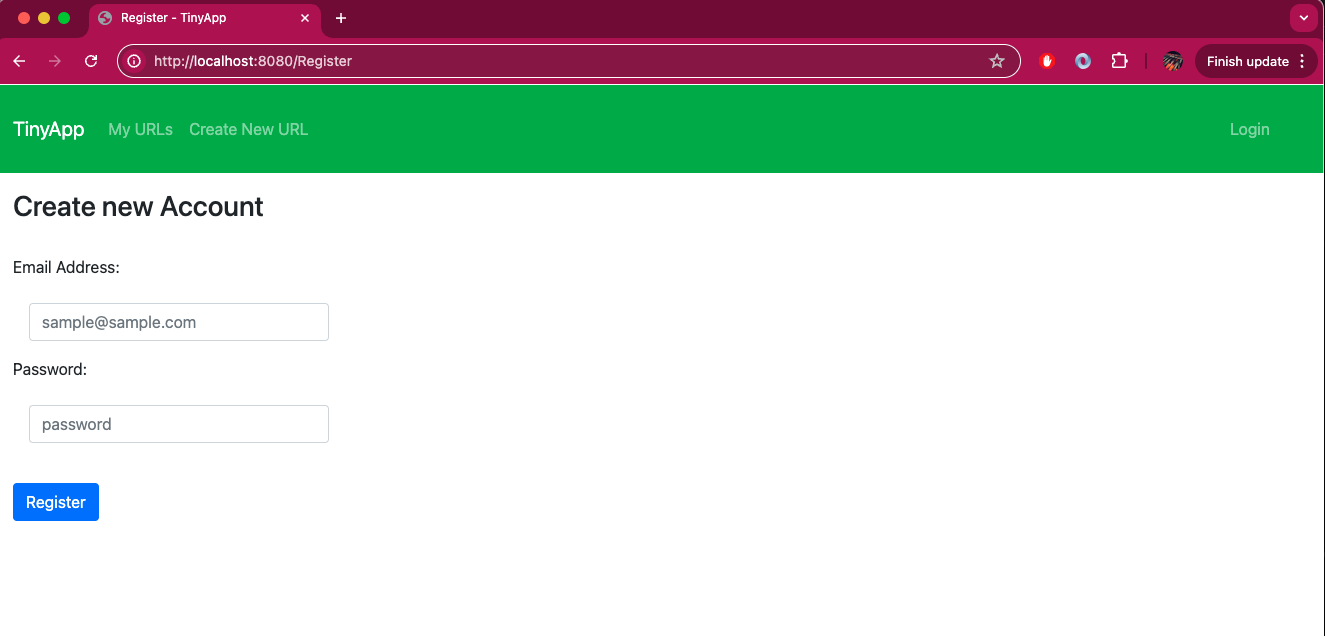 Register - TinyApp
http://localhost:8080/Register
Finish update
TinyApp My URLs Create New URL Login
Create new Account
Email Address:
sample@sample.com
Password:
password
Register